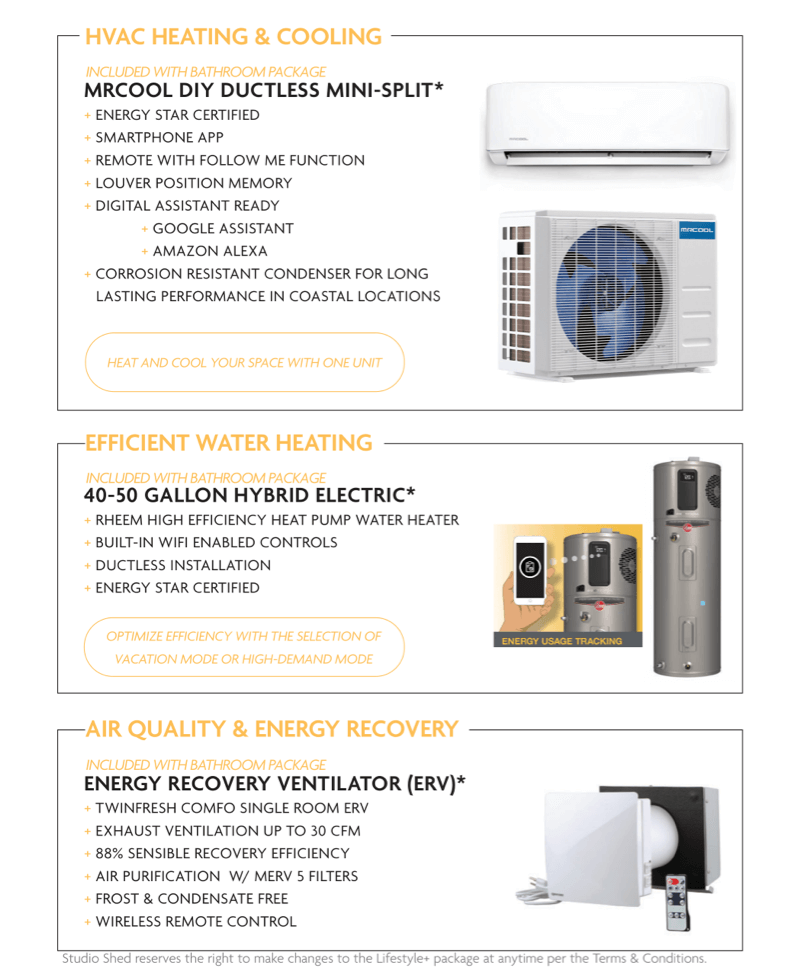 HVAC HEATING & COOLING
INCLUDED WITH BATHROOM PACKAGE
MRCOOL DIY DUCTLESS MINI-SPLIT*
+ ENERGY STAR CERTIFIED
+ SMARTPHONE APP
+ REMOTE WITH FOLLOW ME FUNCTION
+ LOUVER POSITION MEMORY
+ DIGITAL ASSISTANT READY
+ GOOGLE ASSISTANT
+ AMAZON ALEXA
+ CORROSION RESISTANT CONDENSER FOR LONG
LASTING PERFORMANCE IN COASTAL LOCATIONS
HEAT AND COOL YOUR SPACE WITH ONE UNIT
MRCOOL
MRCOOL
EFFICIENT WATER HEATING
INCLUDED WITH BATHROOM PACKAGE
40-50 GALLON HYBRID ELECTRIC*
+ RHEEM HIGH EFFICIENCY HEAT PUMP WATER HEATER
+ BUILT-IN WIFI ENABLED CONTROLS
+ DUCTLESS INSTALLATION
+ ENERGY STAR CERTIFIED
OPTIMIZE EFFICIENCY WITH THE SELECTION OF
VACATION MODE OR HIGH-DEMAND MODE
ENERGY USAGE TRACKING
AIR QUALITY & ENERGY RECOVERY
INCLUDED WITH BATHROOM PACKAGE
ENERGY RECOVERY VENTILATOR (ERV)*
+ TWINFRESH COMFO SINGLE ROOM ERV
+ EXHAUST VENTILATION UP TO 30 CFM
+ 88% SENSIBLE RECOVERY EFFICIENCY
+ AIR PURIFICATION W/ MERV 5 FILTERS
+ FROST & CONDENSATE FREE
+ WIRELESS REMOTE CONTROL
Studio Shed reserves the right to make changes to the Lifestyle+ package at anytime per the Terms & Conditions.